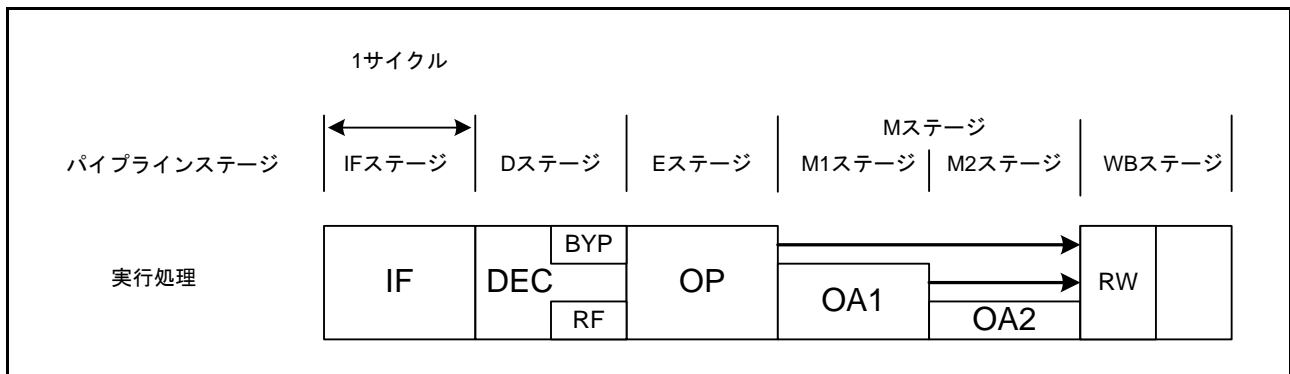 1サイクル
Mステージ
パイプラインステージ IFステージ Dステージ Eステージ M1ステージ M2ステージ WBステージ
実行処理 IF DEC BYP RF OP OA1 OA2 RW